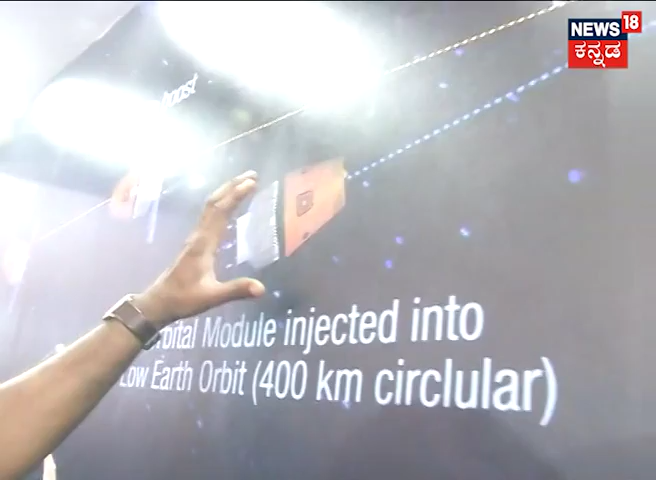 NEWS 18
ಕನ್ನಡ
Orbital Module injected into
Low Earth Orbit (400 km circlular)